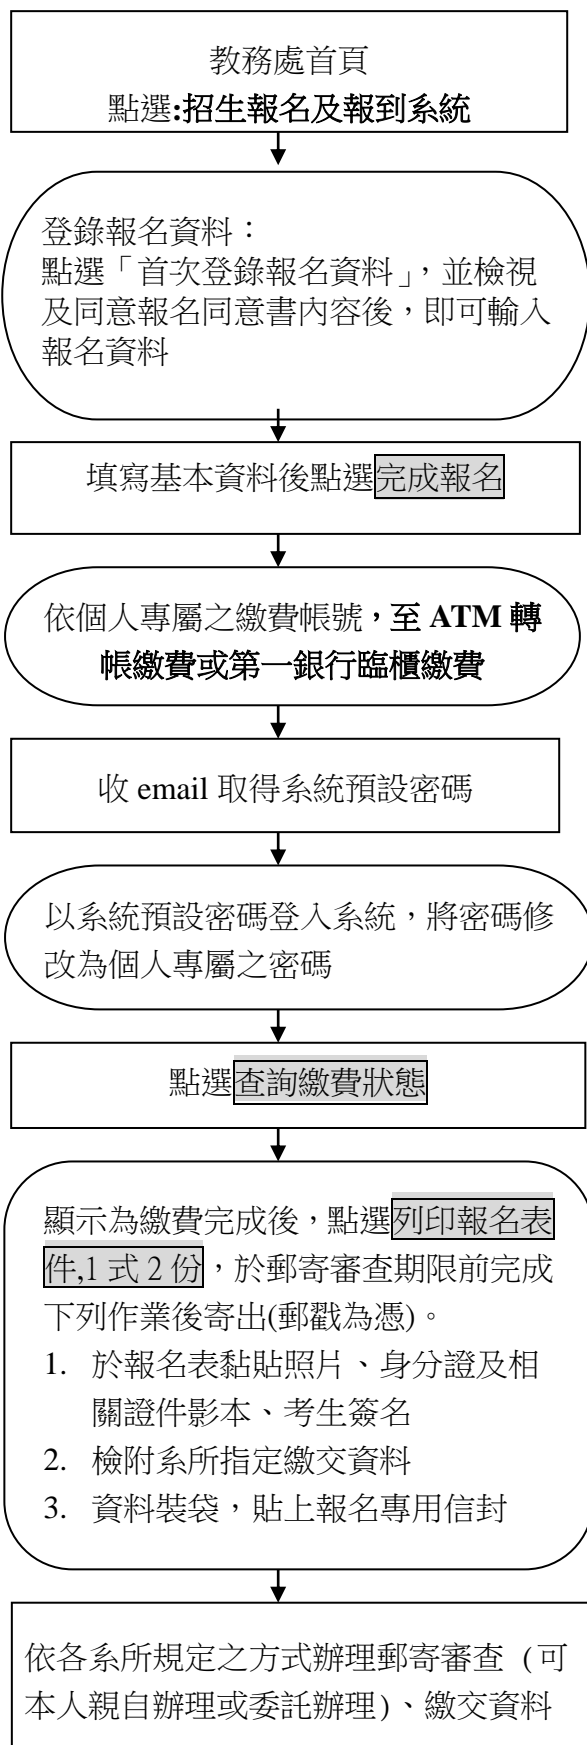 教務處首頁
點選:招生報名及報到系統
登錄報名資料：
點選「首次登錄報名資料」，並檢視
及同意報名同意書內容後，即可輸入
報名資料
填寫基本資料後點選完成報名
依個人專屬之繳費帳號，至 ATM 轉
帳繳費或第一銀行臨櫃繳費
收 email 取得系統預設密碼
以系統預設密碼登入系統，將密碼修
改為個人專屬之密碼
點選查詢繳費狀態
顯示為繳費完成後，點選列印報名表
件,1 式 2 份，於郵寄審查期限前完成
下列作業後寄出(郵戳為憑)。
1. 於報名表黏貼照片、身分證及相
關證件影本、考生簽名
2. 檢附系所指定繳交資料
3. 資料裝袋，貼上報名專用信封
依各系所規定之方式辦理郵寄審查 (可
本人親自辦理或委託辦理)、繳交資料